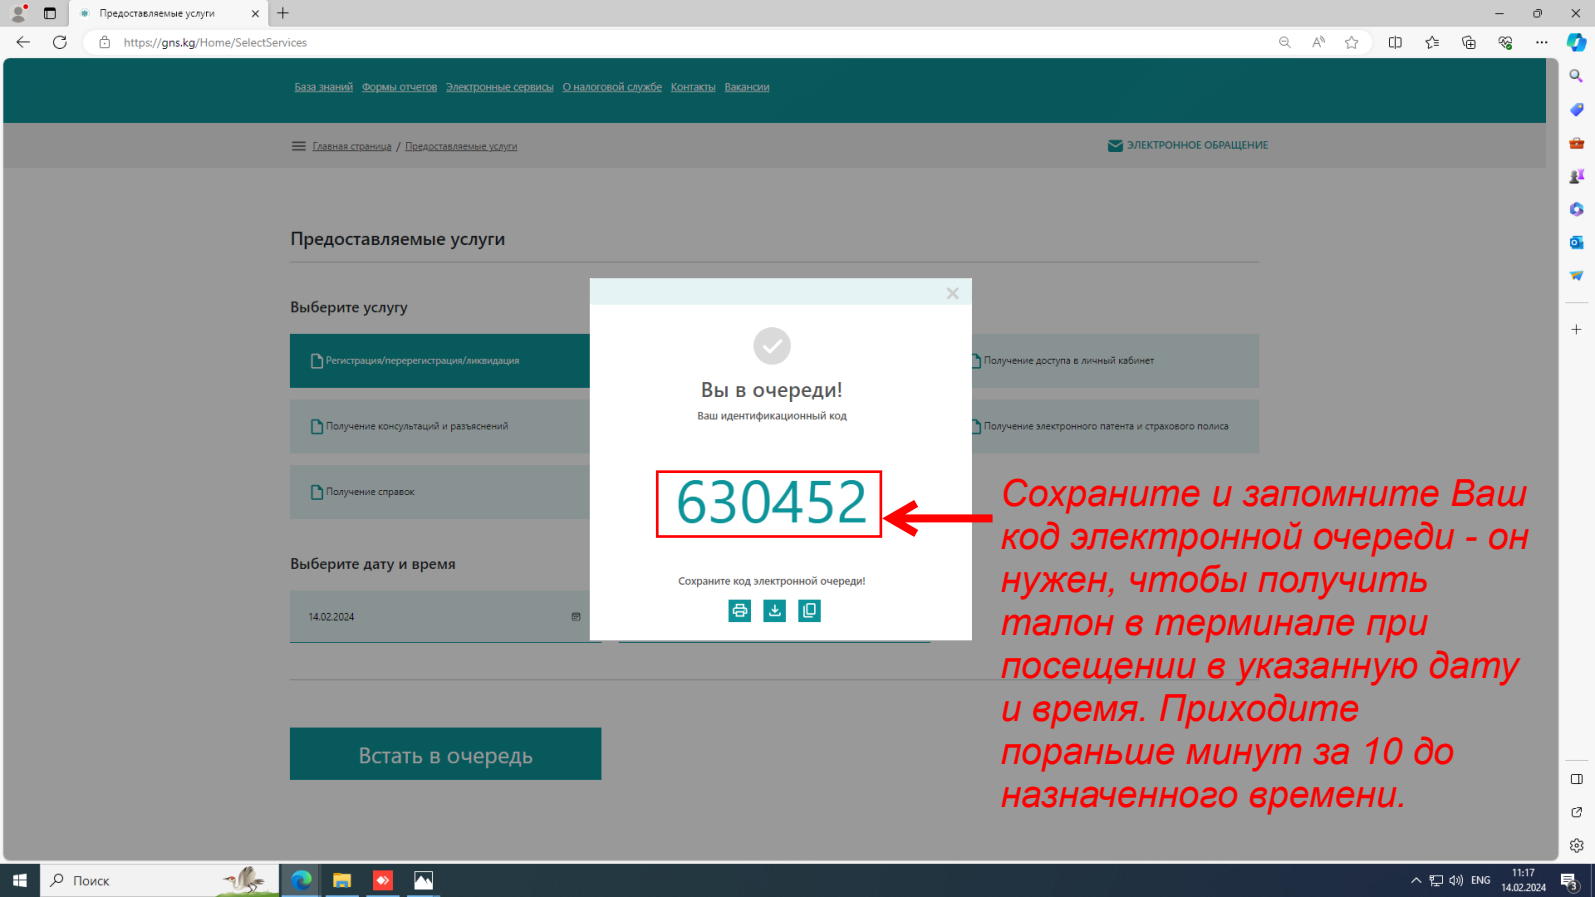 Предоставляемые услуги
https://gns.kg/Home/SelectServices
База знаний Формы отчетов Электронные сервисы О налоговой службе Контакты Вакансии
Главная страница / Предоставляемые услуги
ЭЛЕКТРОННОЕ ОБРАЩЕНИЕ
Предоставляемые услуги
Выберите услугу
Регистрация/перерегистрация/ликвидация
Получение доступа в личный кабинет
Получение консультаций и разъяснений
Получение электронного патента и страхового полиса
Получение справок
Выберите дату и время
14.02.2024
Встать в очередь
Вы в очереди!
Ваш идентификационный код
630452
Сохраните код электронной очереди!
Сохраните и запомните Ваш
код электронной очереди - он
нужен, чтобы получить
талон в терминале при
посещении в указанную дату
и время. Приходите
пораньше минут за 10 до
назначенного времени.
Поиск
ENG
11:17
14.02.2024
3